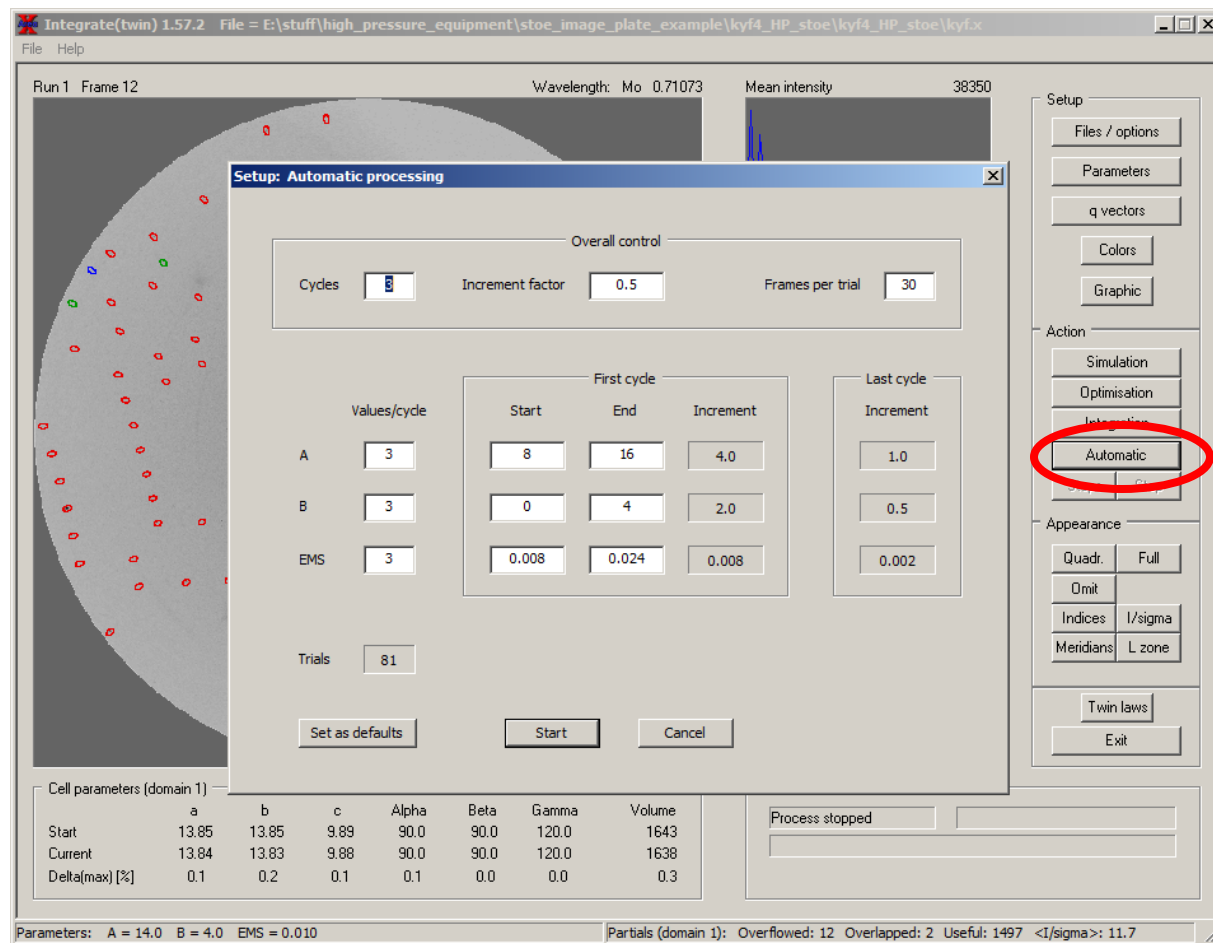 Integrate(twin) 1.57.2 File = E:\stuff\high_pressure_equipment\stoe_image_plate_example\kyf4_HP_stoe\kyf4_HP_stoe\kyf.x
File Help
Run 1 Frame 12 Wavelength: Mo 0.71073 Mean intensity 38350
Setup
Files / options
Parameters
q vectors
Colors
Graphic
Action
Simulation
Optimisation
Integration
Automatic
Stop
Appearance
Quadr. Full
Omit
Indices I/sigma
Meridians L zone
Twin laws
Exit
Setup: Automatic processing
Overall control
Cycles 3 Increment factor 0.5 Frames per trial 30
First cycle Last cycle
Values/cycle Start End Increment Increment
A 3 8 16 4.0 1.0
B 3 0 4 2.0 0.5
EMS 3 0.008 0.024 0.008 0.002
Trials 81
Set as defaults Start Cancel
Cell parameters (domain 1)
a b c Alpha Beta Gamma Volume
Start 13.85 13.85 9.89 90.0 90.0 120.0 1643
Current 13.84 13.83 9.88 90.0 90.0 120.0 1638
Delta(max) [%] 0.1 0.2 0.1 0.1 0.0 0.0 0.3
Process stopped
Parameters: A = 14.0 B = 4.0 EMS = 0.010 Partials (domain 1): Overflowed: 12 Overlapped: 2 Useful: 1497 <I/sigma>: 11.7